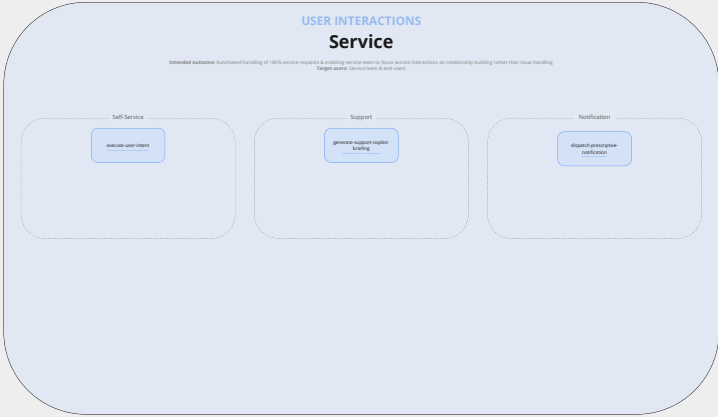 USER INTERACTIONS
Service
Intended outcome: Automated handling of >80% service requests & enabling service team to focus service interactions on relationship building rather than issue handling
Target users: Service team & end users
Self-Service
Support
Notification
execute-user-intent
generate-support-copilot-
briefing
dispatch-prescriptive-
notification